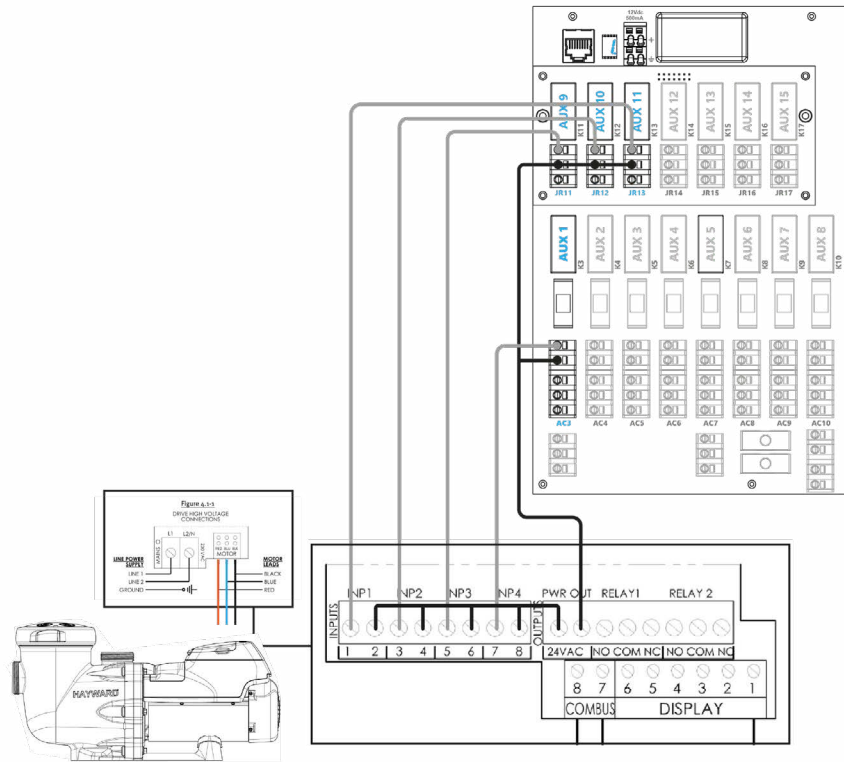 12Vdc
500mA
AUX 9 K11 AUX 10 K12 AUX 11 K13 AUX 12 K14 AUX 13 K15 AUX 14 K16 AUX 15 K17
JR11 JR12 JR13 JR14 JR15 JR16 JR17
AUX 1 K3 AUX 2 K4 AUX 3 K5 AUX 4 K6 AUX 5 K7 AUX 6 K8 AUX 7 K9 AUX 8 K10
AC3 AC4 AC5 AC6 AC7 AC8 AC9 AC10
Figure 4.1-1
DRIVE HIGH VOLTAGE
CONNECTIONS
L1 L2/N
MAINS
MOTOR
LINE POWER
SUPPLY
LINE 1
LINE 2
GROUND
MOTOR
LEADS
BLACK
BLUE
RED
HAYWARD
INPUTS
INP1 INP2 INP3 INP4
1 2 3 4 5 6 7 8
OUTPUTS
PWR OUT RELAY1 RELAY 2
24VAC NO COM NC NO COM NC
8 7 6 5 4 3 2 1
COMBUS DISPLAY